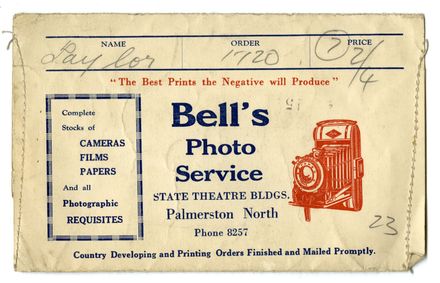 NAME ORDER PRICE
Taylor 1720 7 2/4
"The Best Prints the Negative will Produce"
Complete
Stocks of
CAMERAS
FILMS
PAPERS
And all
Photographic
REQUISITES
Bell's
Photo
Service
STATE THEATRE BLDGS.
Palmerston North
Phone 8257
23
Country Developing and Printing Orders Finished and Mailed Promptly.